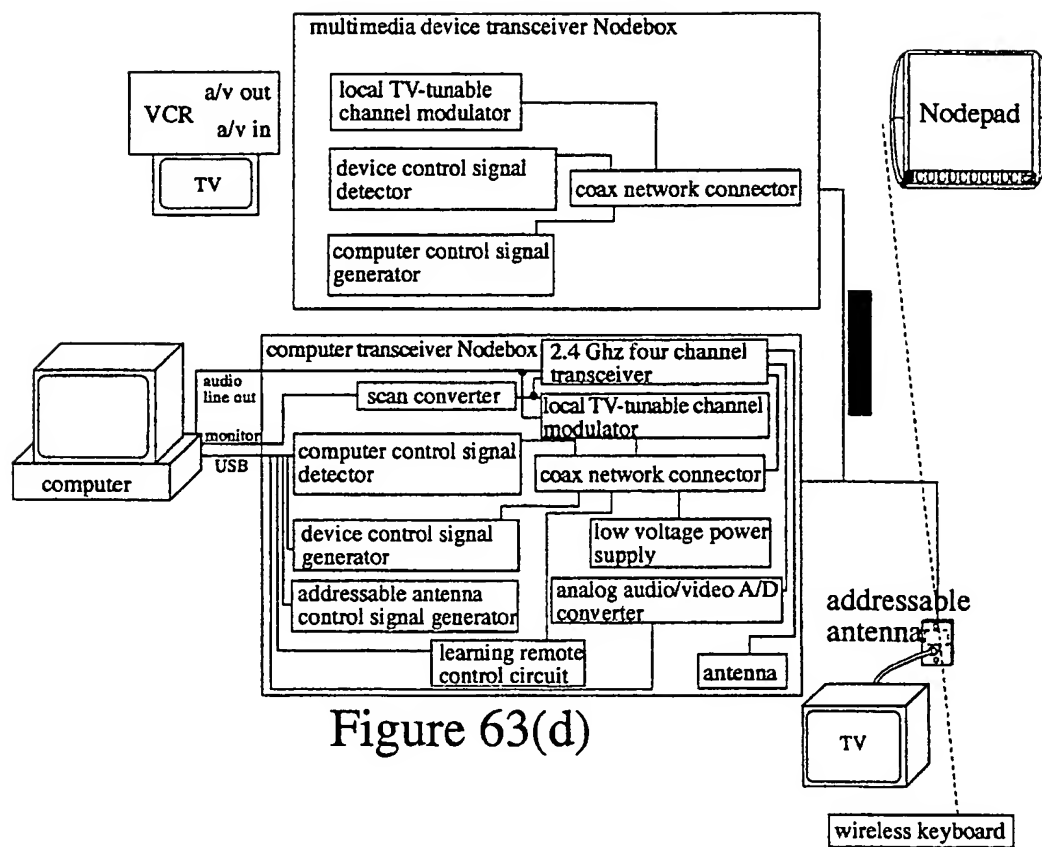 multimedia device transceiver Nodebox
local TV-tunable
channel modulator
VCR
a/v out
a/v in
TV
device control signal
detector
coax network connector
computer control signal
generator
Nodepad
computer transceiver Nodebox
2.4 Ghz four channel
transceiver
audio
line out
scan converter
local TV-tunable channel
modulator
monitor
USB
computer control signal
detector
coax network connector
computer
device control signal
generator
low voltage power
supply
addressable antenna
control signal generator
analog audio/video A/D
converter
learning remote
control circuit
antenna
addressable
antenna
TV
wireless keyboard
Figure 63(d)